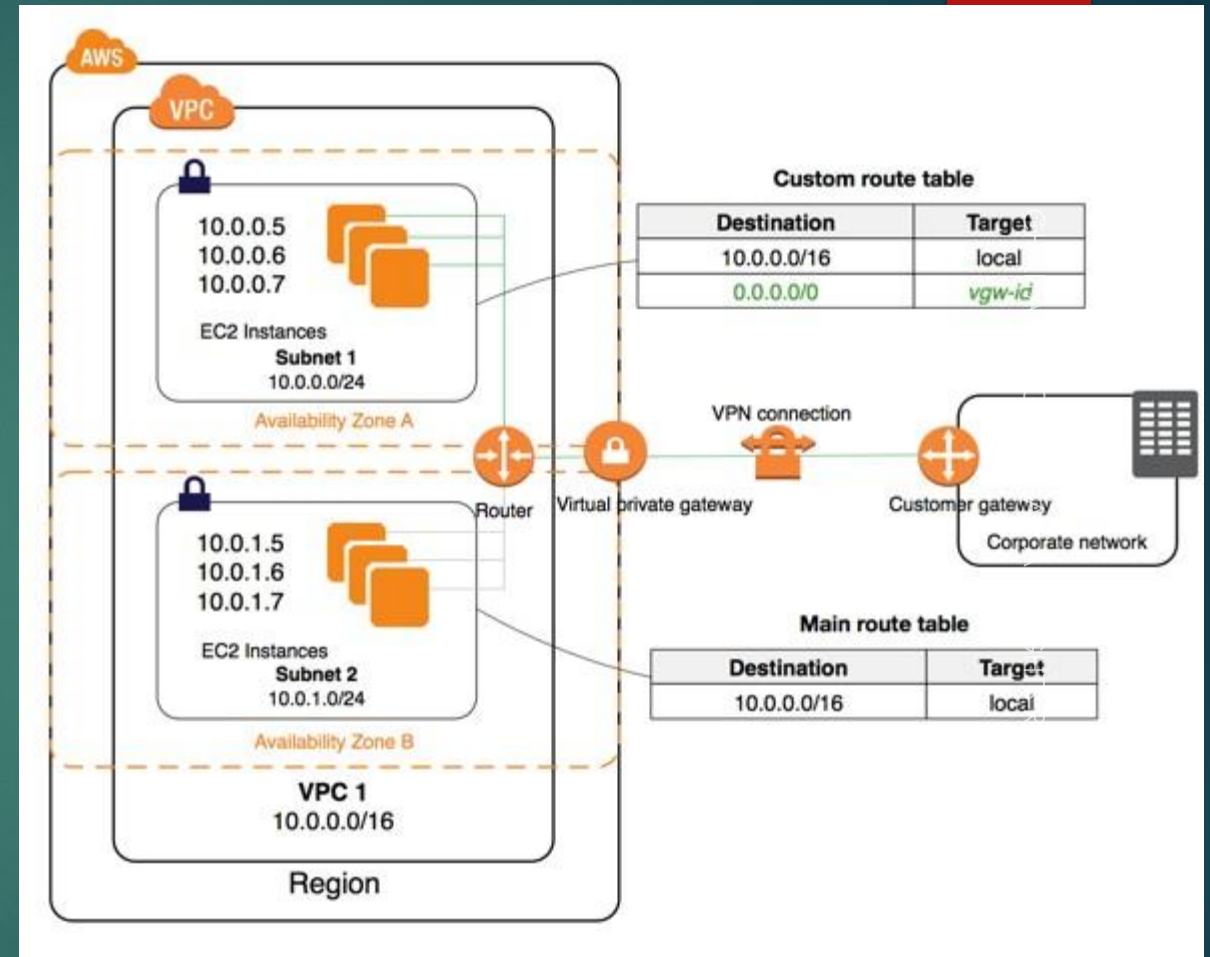 AWS
VPC
10.0.0.5
10.0.0.6
10.0.0.7
EC2 Instances
Subnet 1
10.0.0.0/24
Availability Zone A
Custom route table
Destination Target
10.0.0.0/16 local
0.0.0.0/0 vgw-id
VPN connection
Router
Virtual private gateway
Customer gateway
Corporate network
10.0.1.5
10.0.1.6
10.0.1.7
EC2 Instances
Subnet 2
10.0.1.0/24
Availability Zone B
Main route table
Destination Target
10.0.0.0/16 local
VPC 1
10.0.0.0/16
Region